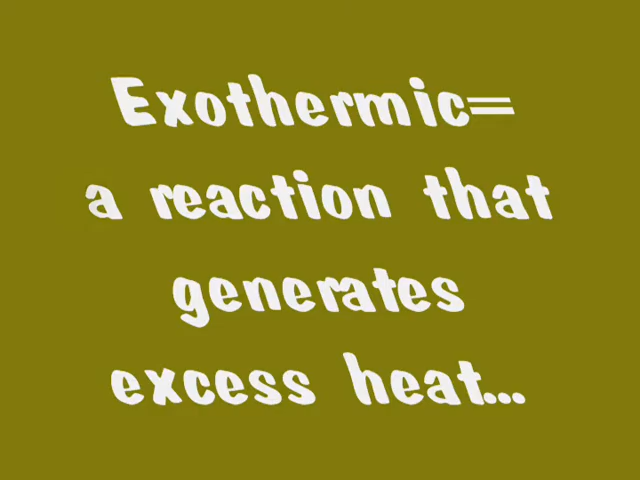 Exothermic=
a reaction that
generates
excess heat...